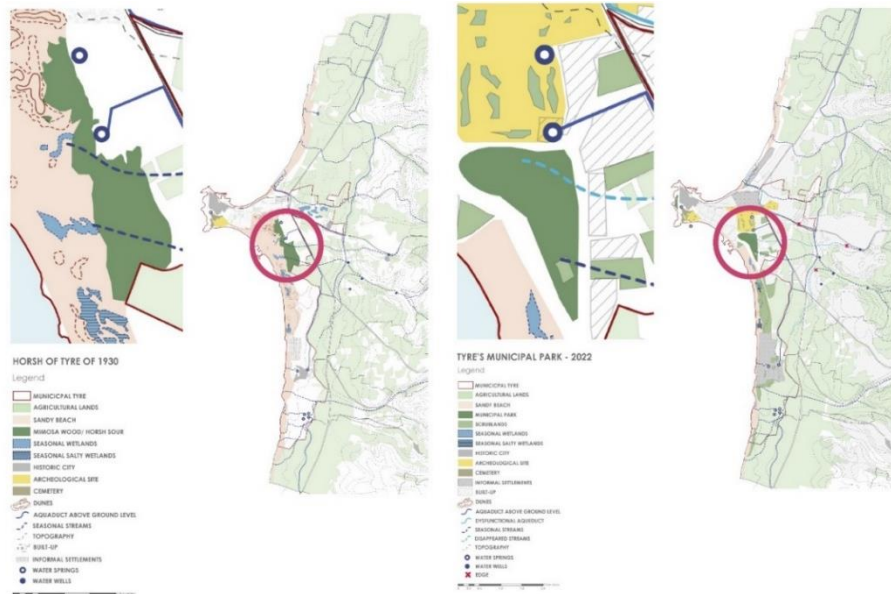 HORSH OF TYRE OF 1930
Legend
MUNICIPAL TYRE
AGRICULTURAL LANDS
SANDY BEACH
MIMOSA WOOD/ HORSH SOUR
SEASONAL WETLANDS
SEASONAL SALTY WETLANDS
HISTORIC CITY
ARCHEOLOGICAL SITE
CEMETERY
DUNES
AQUADUCT ABOVE GROUND LEVEL
SEASONAL STREAMS
TOPOGRAPHY
BUILT-UP
INFORMAL SETTLEMENTS
WATER SPRINGS
WATER WELLS
TYRE'S MUNICIPAL PARK - 2022
Legend
MUNICIPAL TYRE
AGRICULTURAL LANDS
SANDY BEACH
MUNICIPAL PARK
SCRUBLANDS
SEASONAL WETLANDS
SEASONAL SALTY WETLANDS
HISTORIC CITY
ARCHEOLOGICAL SITE
CEMETERY
INFORMAL SETTLEMENTS
BUILT-UP
DUNES
AQUADUCT ABOVE GROUND LEVEL
DYSFUNCTIONAL AQUEDUCT
SEASONAL STREAMS
DISAPPEARED STREAMS
TOPOGRAPHY
WATER SPRINGS
WATER WELLS
EDGE